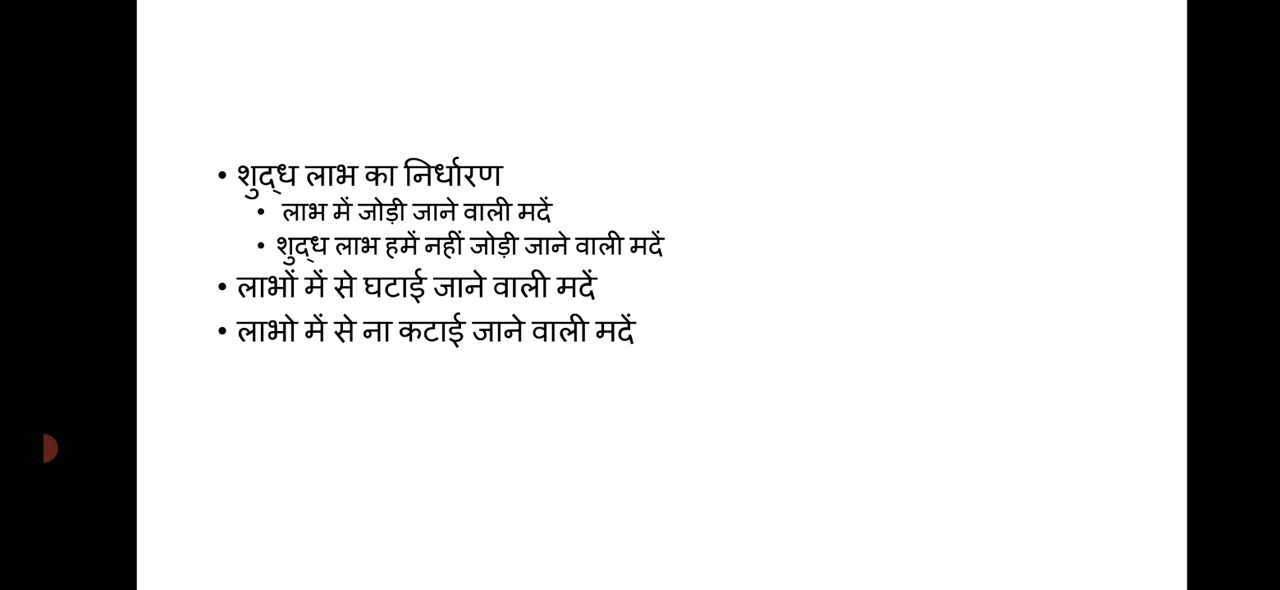 • शुद्ध लाभ का निर्धारण
• लाभ में जोड़ी जाने वाली मदें
• शुद्ध लाभ हमें नहीं जोड़ी जाने वाली मदें
• लाभों में से घटाई जाने वाली मदें
• लाभो में से ना कटाई जाने वाली मदें